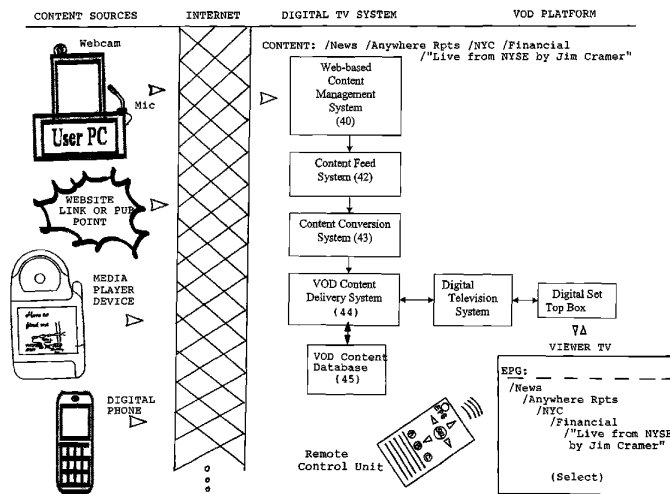 CONTENT SOURCES
INTERNET
DIGITAL TV SYSTEM
VOD PLATFORM
Webcam
Mic
User PC
WEBSITE
LINK OR PUB
POINT
MEDIA
PLAYER
DEVICE
Here to
find me
DIGITAL
PHONE
CONTENT: /News /Anywhere Rpts /NYC /Financial
/"Live from NYSE by Jim Cramer"
Web-based
Content
Management
System
(40)
Content Feed
System (42)
Content Conversion
System (43)
VOD Content
Delivery System
(44)
Digital
Television
System
Digital Set
Top Box
VOD Content
Database
(45)
Remote
Control Unit
VIEWER TV
EPG:
/News
/Anywhere Rpts
/NYC
/Financial
/"Live from NYSE
by Jim Cramer"
(Select)